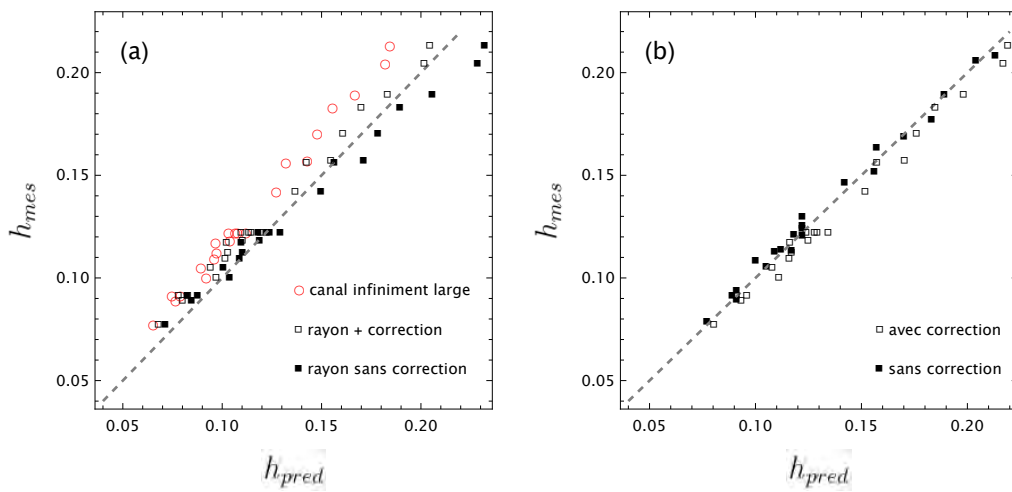 (a)
0.20
0.15
0.10
0.05
h_mes
canal infiniment large
rayon + correction
rayon sans correction
0.05 0.10 0.15 0.20
h_pred
(b)
0.20
0.15
0.10
0.05
h_mes
avec correction
sans correction
0.05 0.10 0.15 0.20
h_pred